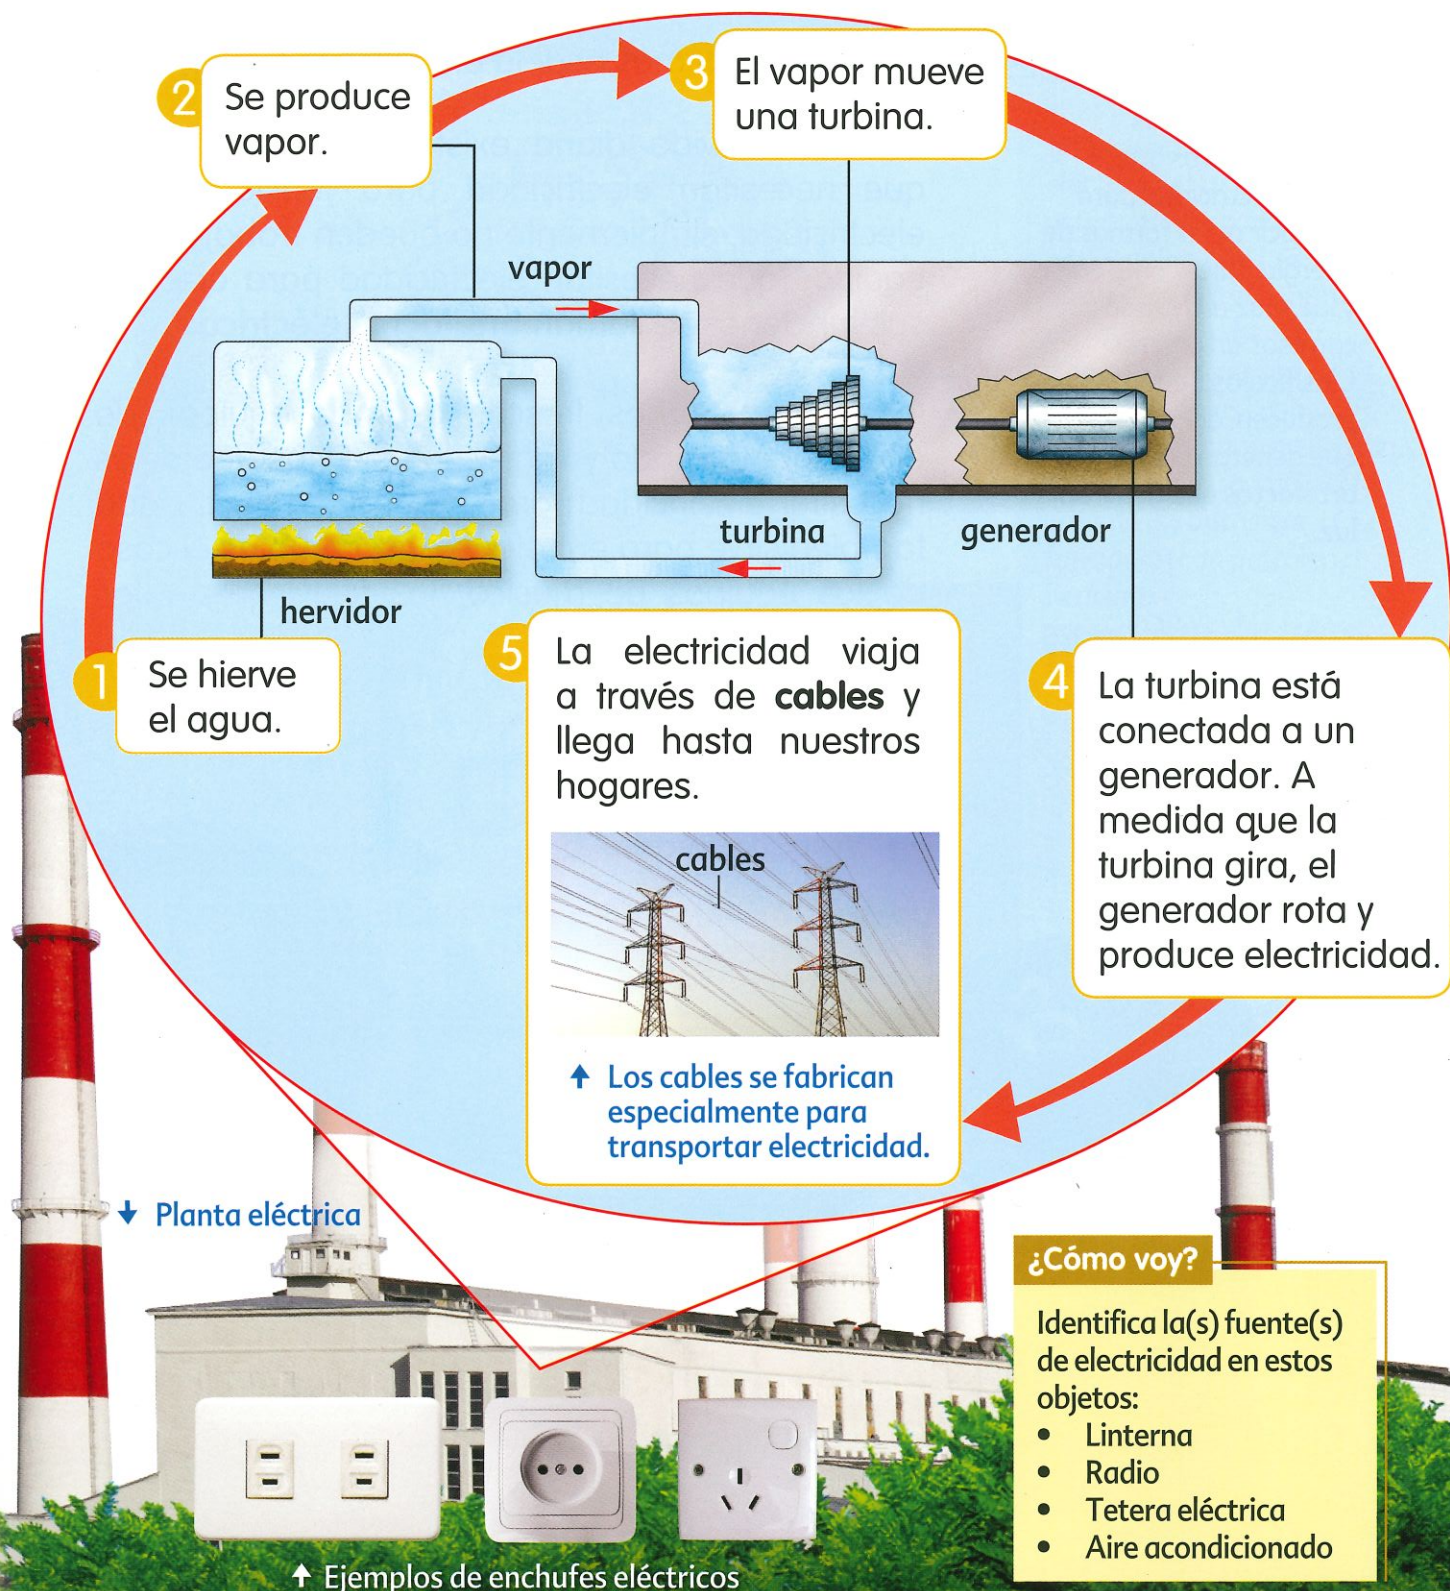 2
Se produce
vapor.
3
El vapor mueve
una turbina.
vapor
turbina
generador
hervidor
1
Se hierve
el agua.
5
La electricidad viaja
a través de cables y
llega hasta nuestros
hogares.
cables
↑ Los cables se fabrican
especialmente para
transportar electricidad.
4
La turbina está
conectada a un
generador. A
medida que la
turbina gira, el
generador rota y
produce electricidad.
↓ Planta eléctrica
¿Cómo voy?
Identifica la(s) fuente(s)
de electricidad en estos
objetos:
• Linterna
• Radio
• Tetera eléctrica
• Aire acondicionado
↑ Ejemplos de enchufes eléctricos